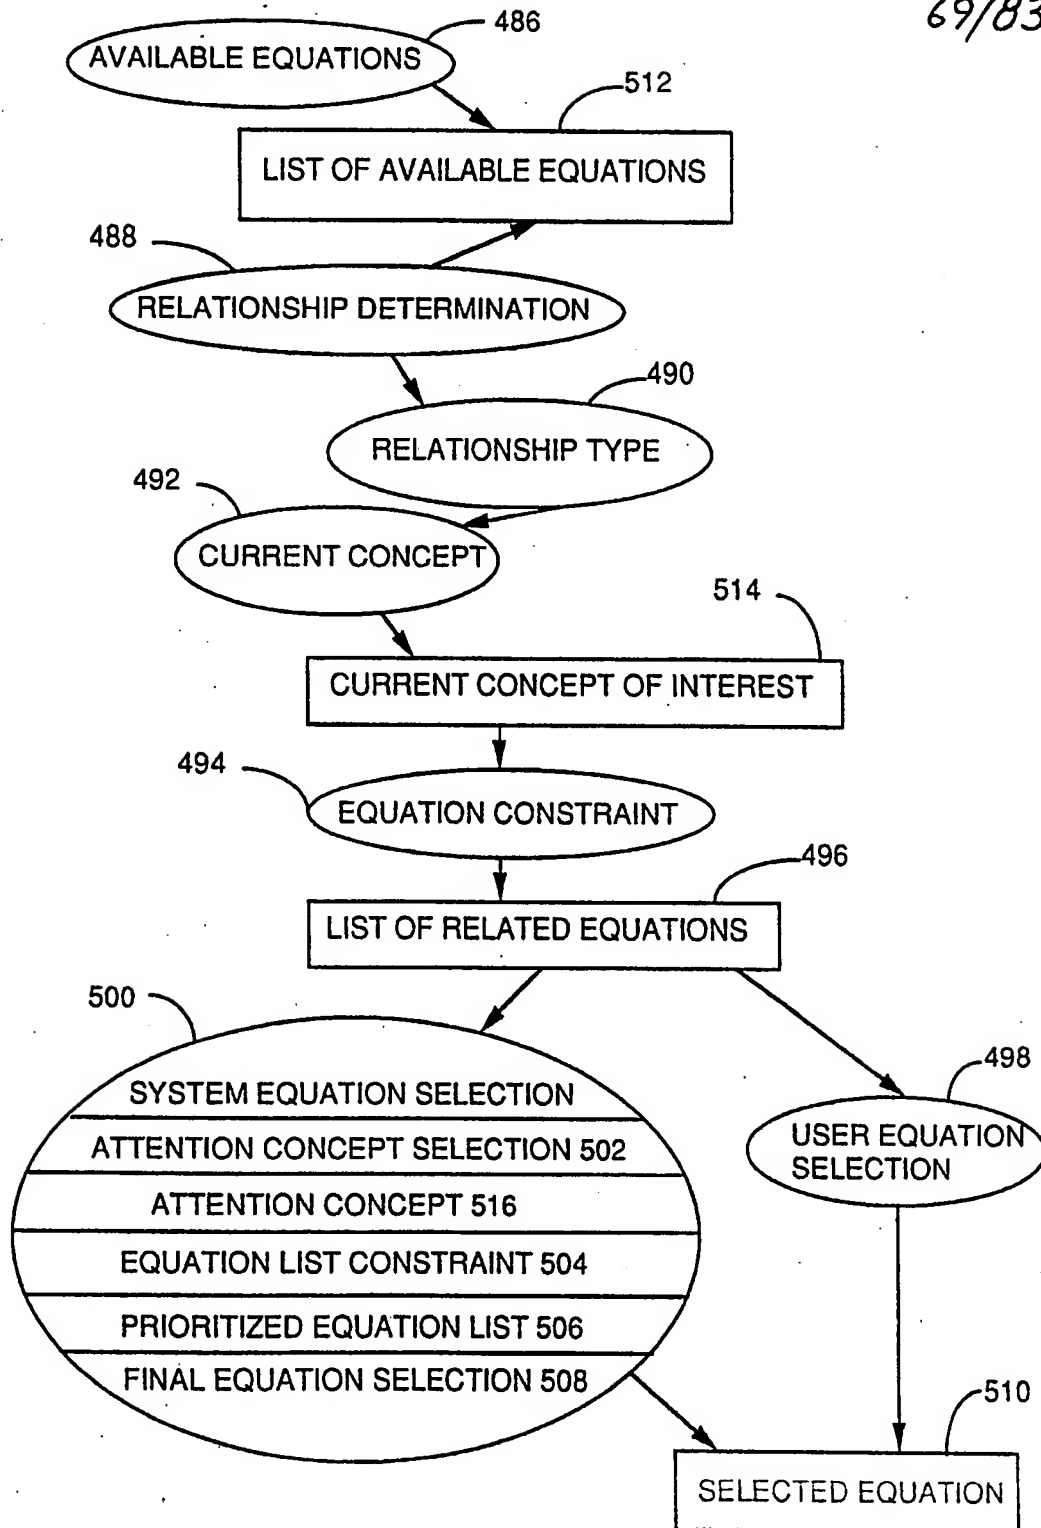 69/83
486
AVAILABLE EQUATIONS
512
LIST OF AVAILABLE EQUATIONS
488
RELATIONSHIP DETERMINATION
490
RELATIONSHIP TYPE
492
CURRENT CONCEPT
514
CURRENT CONCEPT OF INTEREST
494
EQUATION CONSTRAINT
496
LIST OF RELATED EQUATIONS
500
SYSTEM EQUATION SELECTION
ATTENTION CONCEPT SELECTION 502
ATTENTION CONCEPT 516
EQUATION LIST CONSTRAINT 504
PRIORITIZED EQUATION LIST 506
FINAL EQUATION SELECTION 508
498
USER EQUATION
SELECTION
510
SELECTED EQUATION